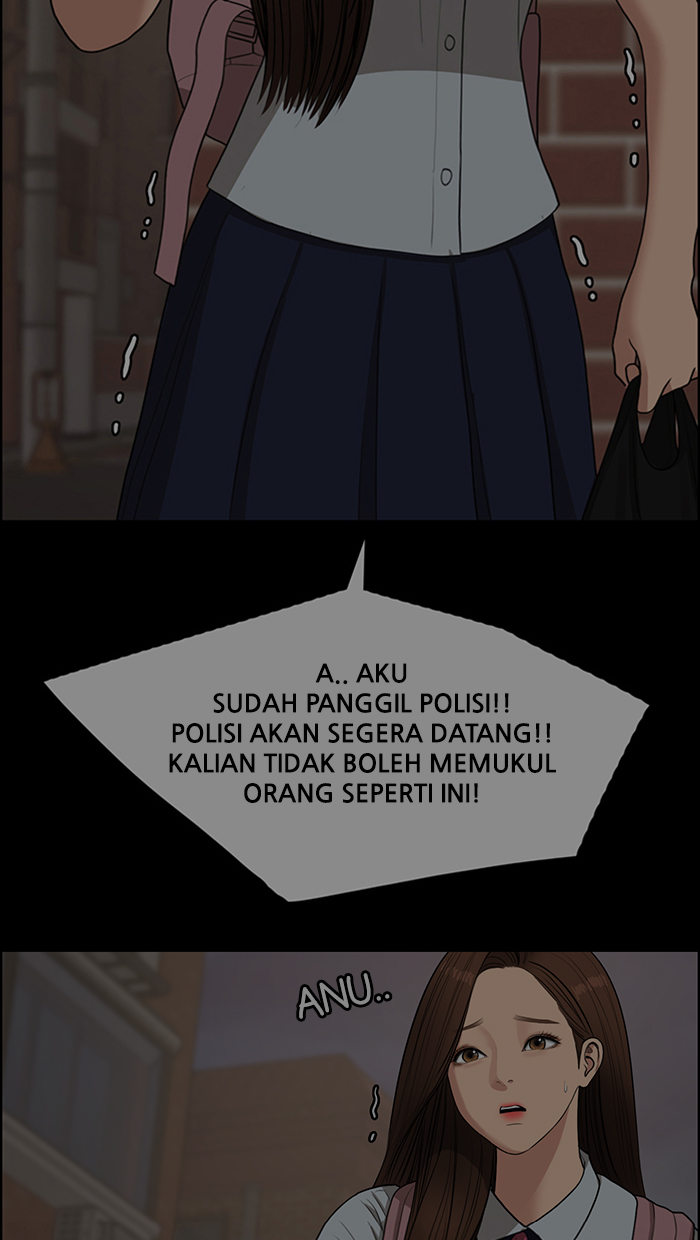 A.. AKU
SUDAH PANGGIL POLISI!!
POLISI AKAN SEGERA DATANG!!
KALIAN TIDAK BOLEH MEMUKUL
ORANG SEPERTI INI!
ANU..